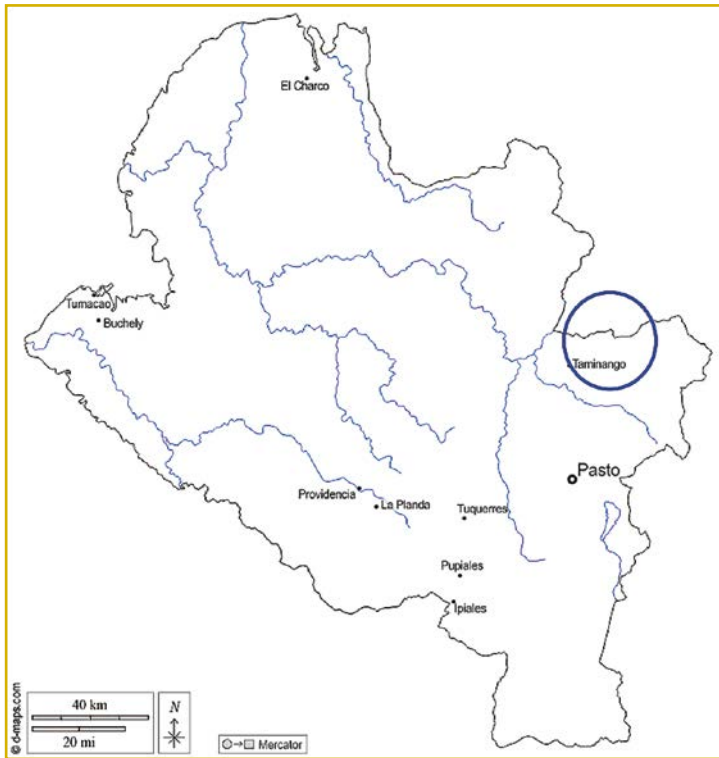 El Charco
Tumacao
Buchely
Taminango
Pasto
Providencia
La Planda
Tuquerres
Pupiales
Ipiales
40 km
20 mi
N
Mercator
© d-maps.com